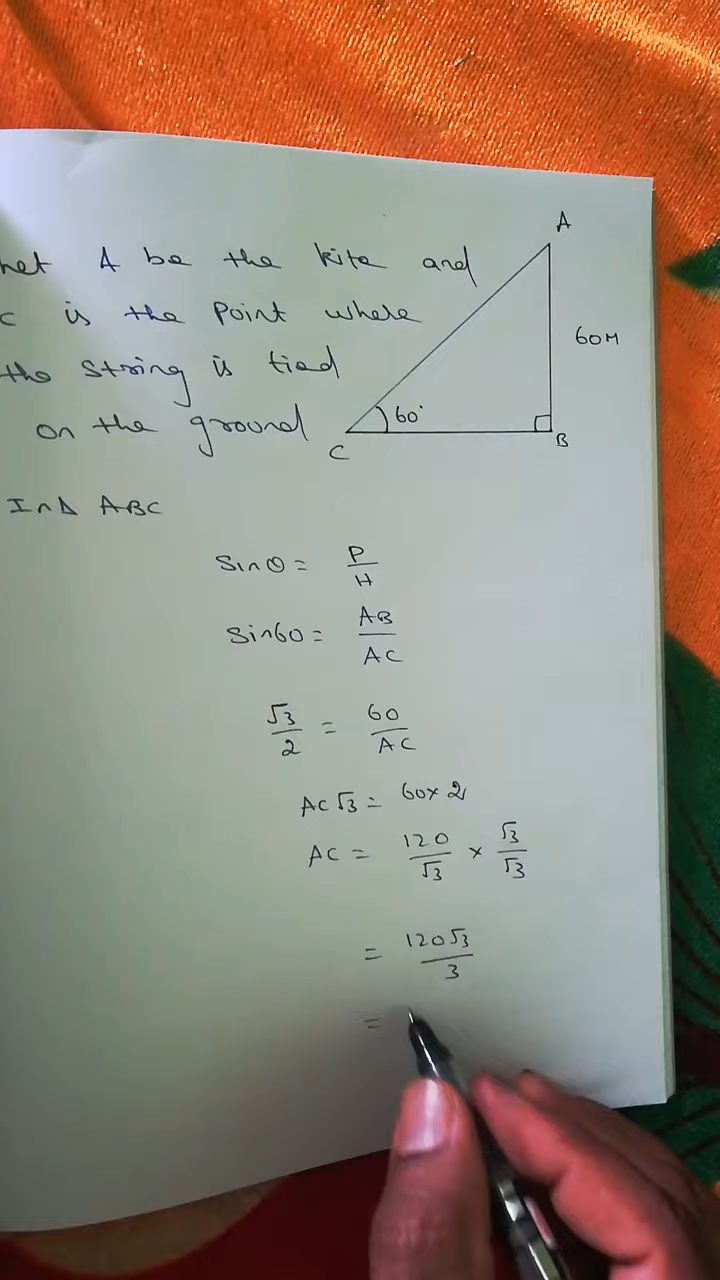 Let A be the kite and
C is the Point where
the string is tied
on the ground
A
60M
60°
C
B
In Δ ABC
Sinθ = P/H
Sin60 = AB/AC
√3/2 = 60/AC
AC√3 = 60×2
AC = 120/√3 × √3/√3
= 120√3/3
=